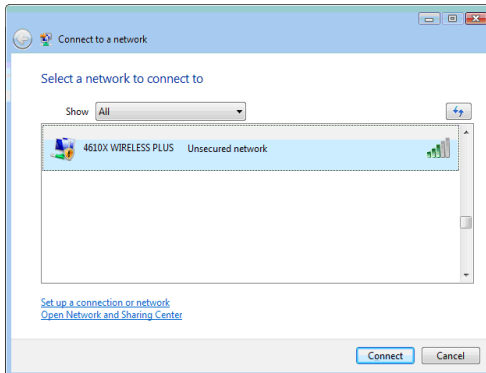 Connect to a network
Select a network to connect to
Show All
4610X WIRELESS PLUS Unsecured network
Set up a connection or network
Open Network and Sharing Center
Connect Cancel